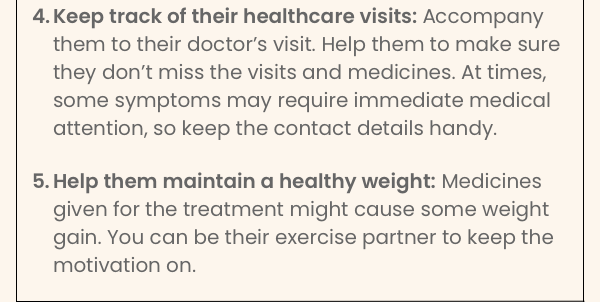 4. Keep track of their healthcare visits: Accompany
them to their doctor’s visit. Help them to make sure
they don’t miss the visits and medicines. At times,
some symptoms may require immediate medical
attention, so keep the contact details handy.
5. Help them maintain a healthy weight: Medicines
given for the treatment might cause some weight
gain. You can be their exercise partner to keep the
motivation on.